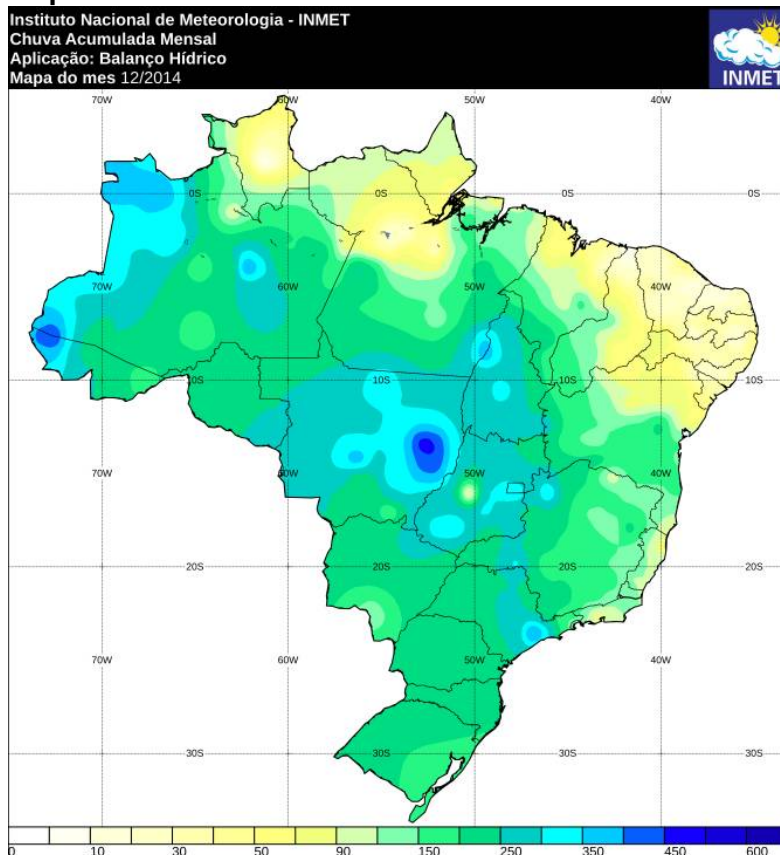 Instituto Nacional de Meteorologia - INMET
Chuva Acumulada Mensal
Aplicação: Balanço Hídrico
Mapa do mes 12/2014
INMET
70W 60W 50W 40W
0S 0S 0S
70W 60W 50W 40W
10S 10S 10S
70W 60W 50W 40W
20S 20S
70W 60W 50W 40W
30S 30S 30S
0 10 30 50 90 150 250 350 450 600